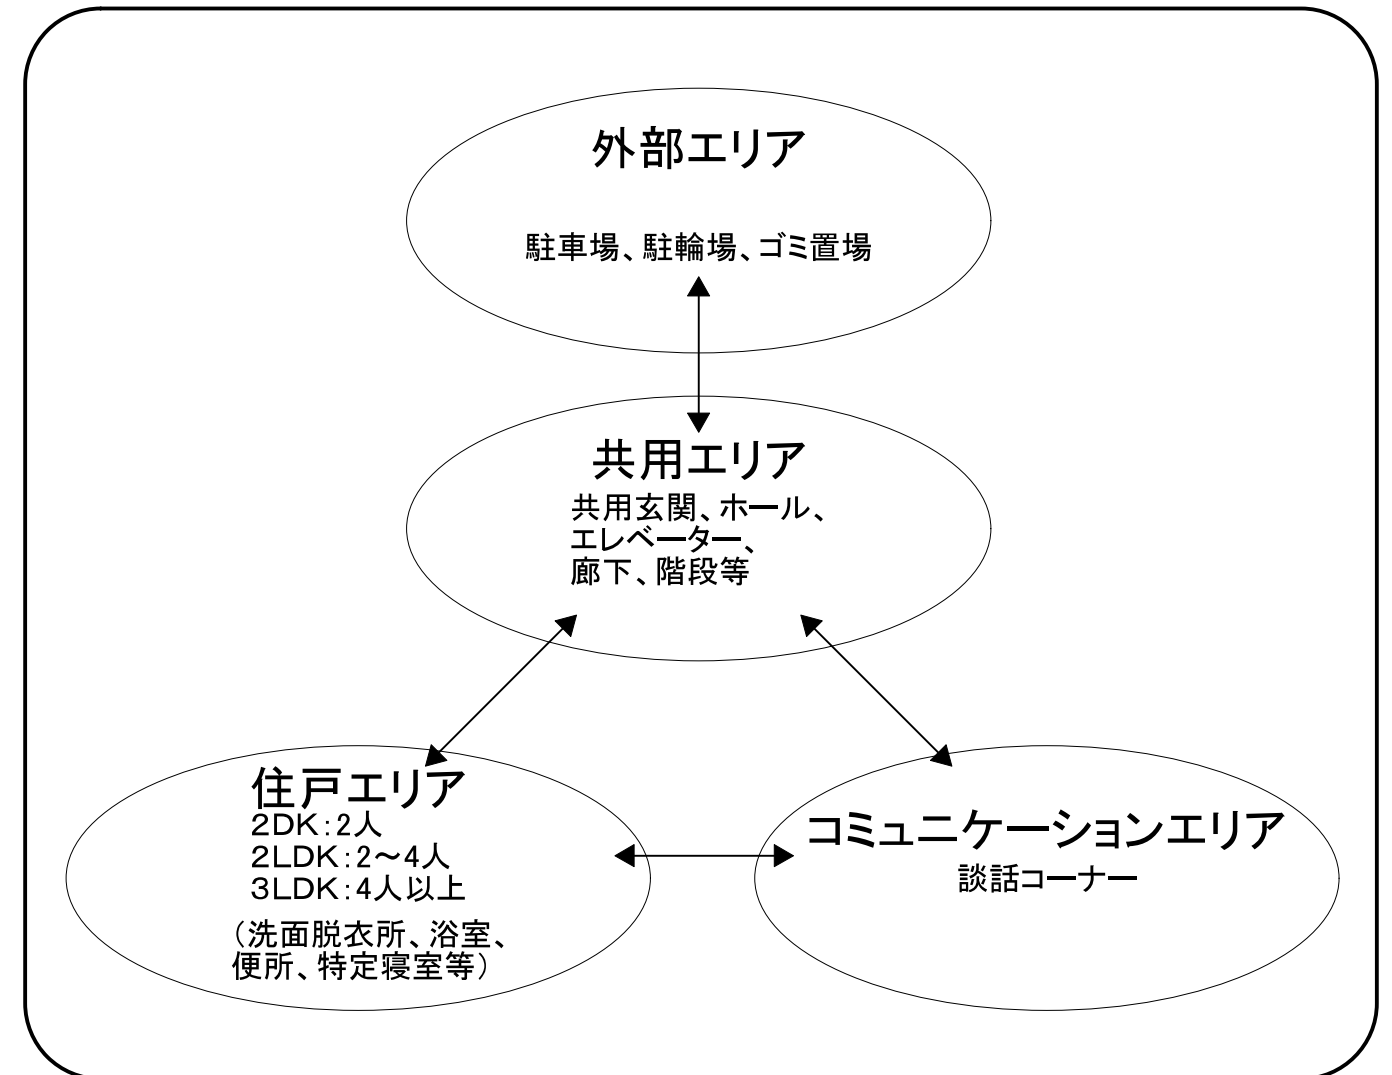 外部エリア
駐車場、駐輪場、ゴミ置場
共用エリア
共用玄関、ホール、
エレベーター、
廊下、階段等
住戸エリア
2DK:2人
2LDK:2～4人
3LDK:4人以上
（洗面脱衣所、浴室、
便所、特定寝室等）
コミュニケーションエリア
談話コーナー